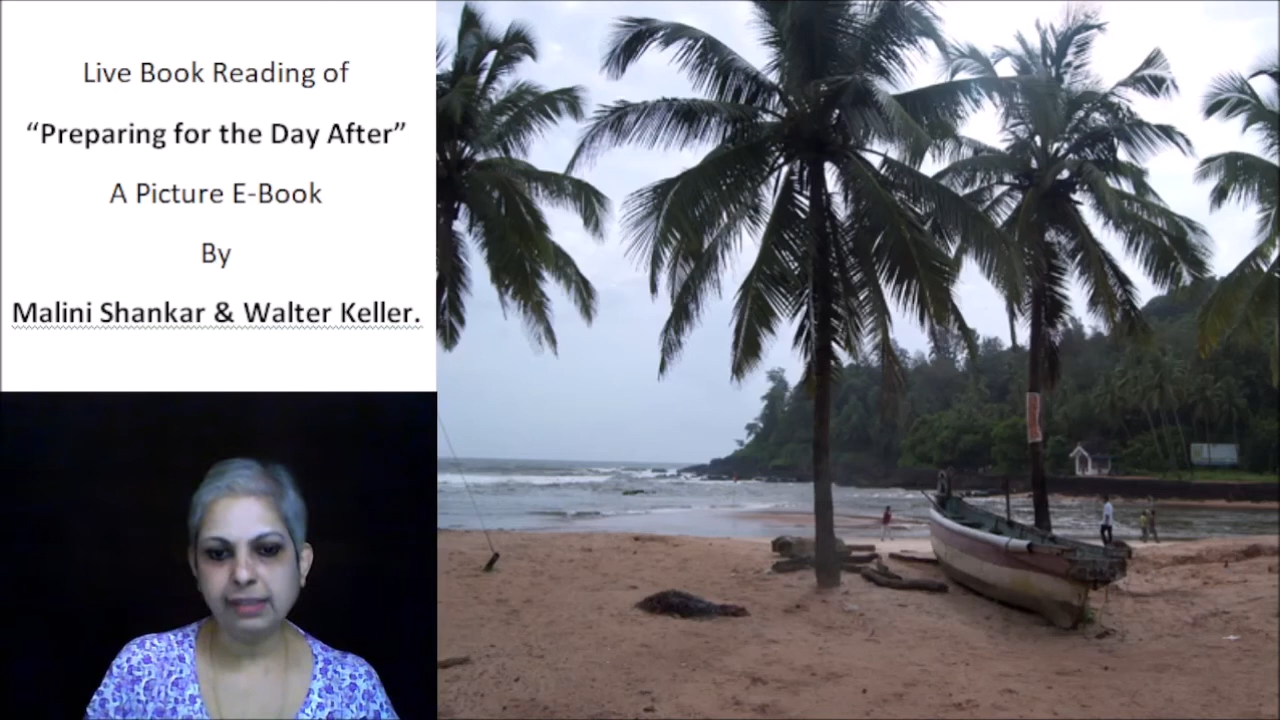 Live Book Reading of
“Preparing for the Day After”
A Picture E-Book
By
Malini Shankar & Walter Keller.